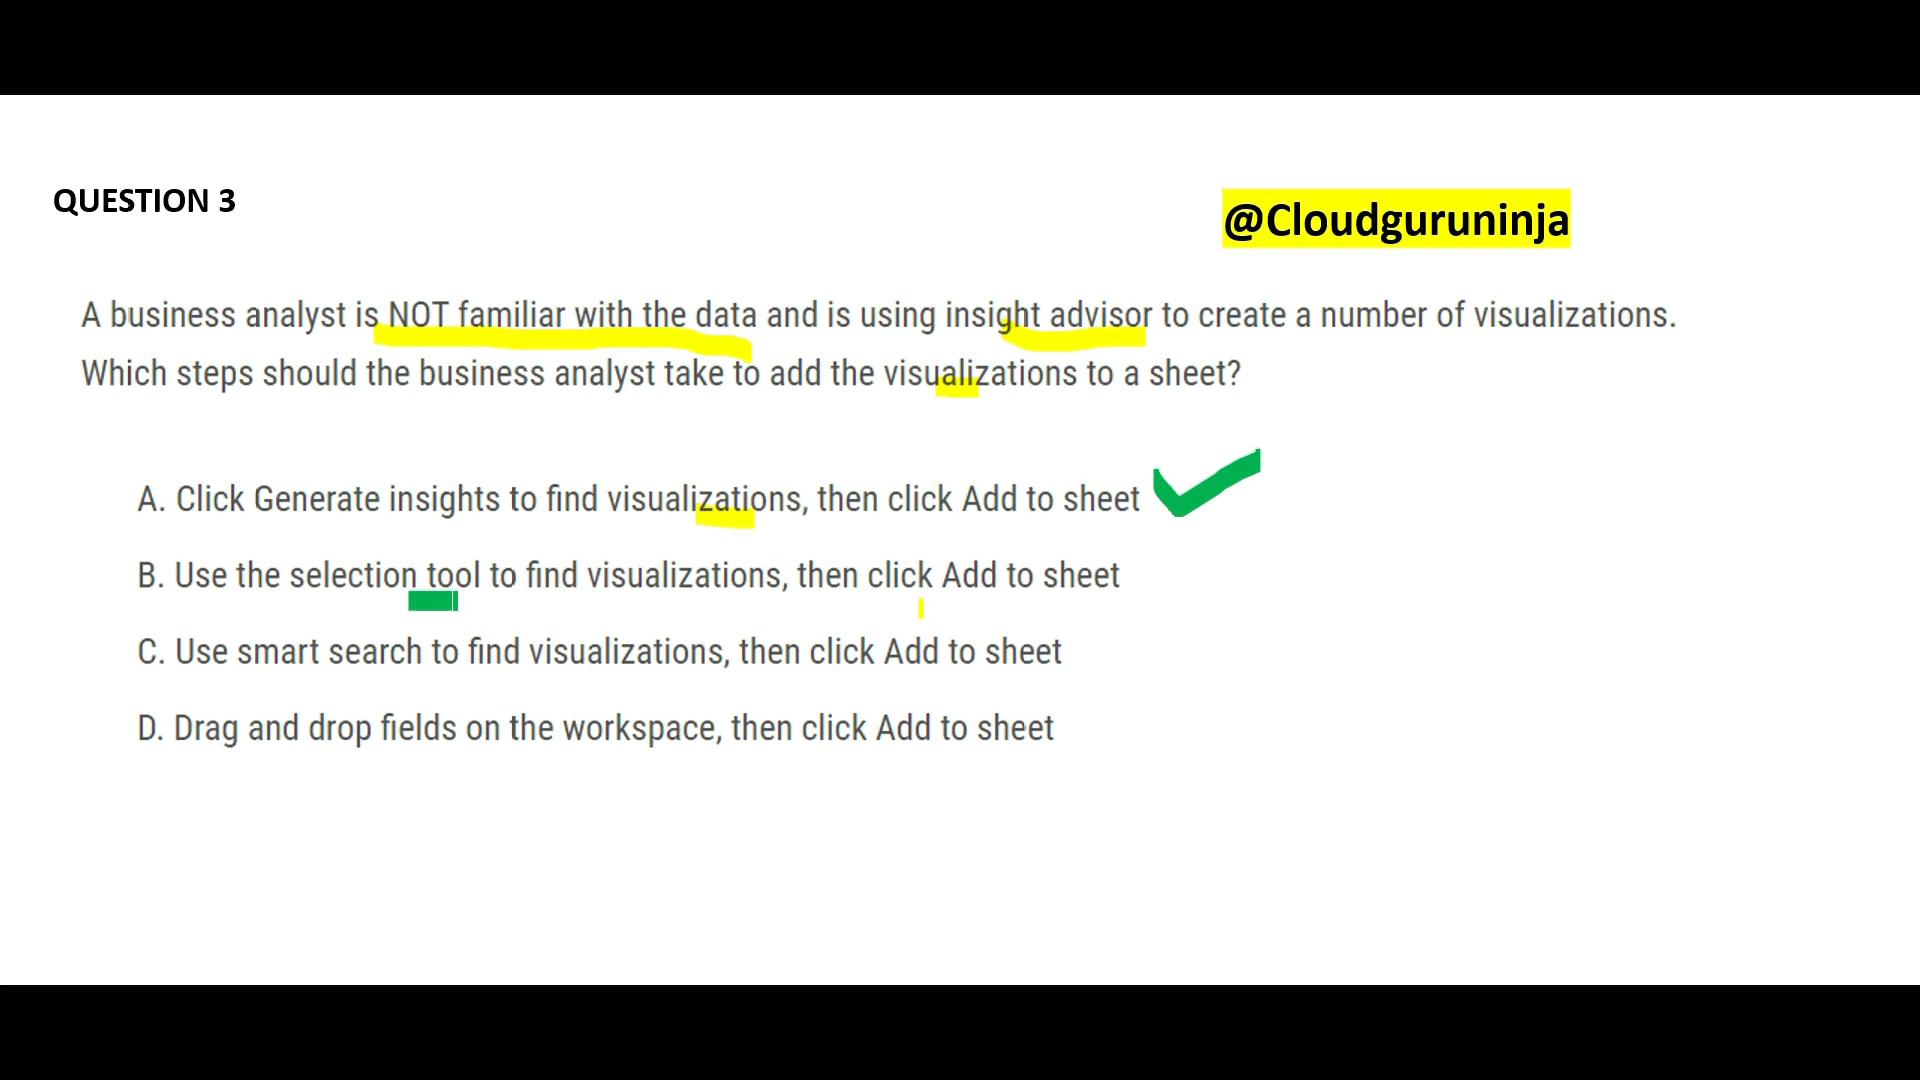 QUESTION 3
@Cloudguruninja
A business analyst is NOT familiar with the data and is using insight advisor to create a number of visualizations.
Which steps should the business analyst take to add the visualizations to a sheet?
A. Click Generate insights to find visualizations, then click Add to sheet
B. Use the selection tool to find visualizations, then click Add to sheet
C. Use smart search to find visualizations, then click Add to sheet
D. Drag and drop fields on the workspace, then click Add to sheet